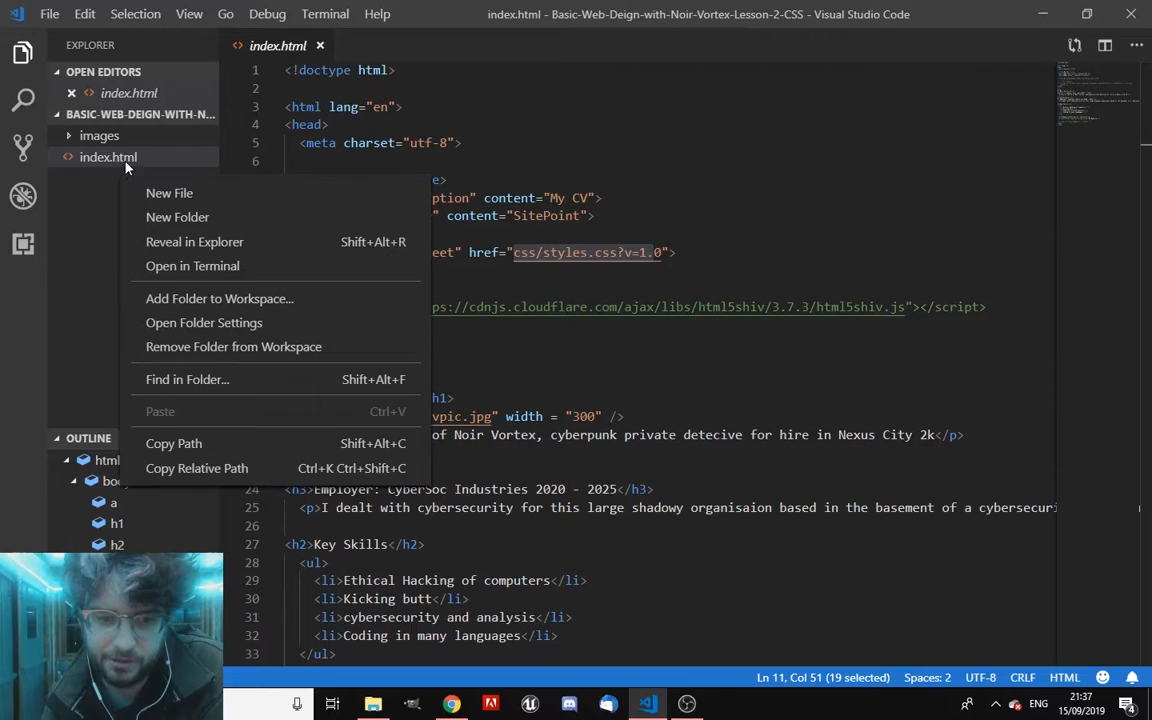 File Edit Selection View Go Debug Terminal Help
index.html - Basic-Web-Deign-with-Noir-Vortex-Lesson-2-CSS - Visual Studio Code
EXPLORER
index.html
OPEN EDITORS
index.html
BASIC-WEB-DEIGN-WITH-N...
images
index.html
New File
New Folder
Reveal in Explorer Shift+Alt+R
Open in Terminal
Add Folder to Workspace...
Open Folder Settings
Remove Folder from Workspace
Find in Folder... Shift+Alt+F
Paste Ctrl+V
Copy Path Shift+Alt+C
Copy Relative Path Ctrl+K Ctrl+Shift+C
OUTLINE
html
a
h1
h2
1 <!doctype html>
2
3 <html lang="en">
4 <head>
5 <meta charset="utf-8">
6
e>
ption" content="My CV">
" content="SitePoint">
eet" href="css/styles.css?v=1.0">
ps://cdnjs.cloudflare.com/ajax/libs/html5shiv/3.7.3/html5shiv.js"></script>
h1>
vpic.jpg" width = "300" />
of Noir Vortex, cyberpunk private detecive for hire in Nexus City 2k</p>
24 <h3>Employer: CyberSoc Industries 2020 - 2025</h3>
25 <p>I dealt with cybersecurity for this large shadowy organisaion based in the basement of a cybersecuri
26
27 <h2>Key Skills</h2>
28 <ul>
29 <li>Ethical Hacking of computers</li>
30 <li>Kicking butt</li>
31 <li>cybersecurity and analysis</li>
32 <li>Coding in many languages</li>
33 </ul>
Ln 11, Col 51 (19 selected) Spaces: 2 UTF-8 CRLF HTML
ENG
21:37
15/09/2019
4